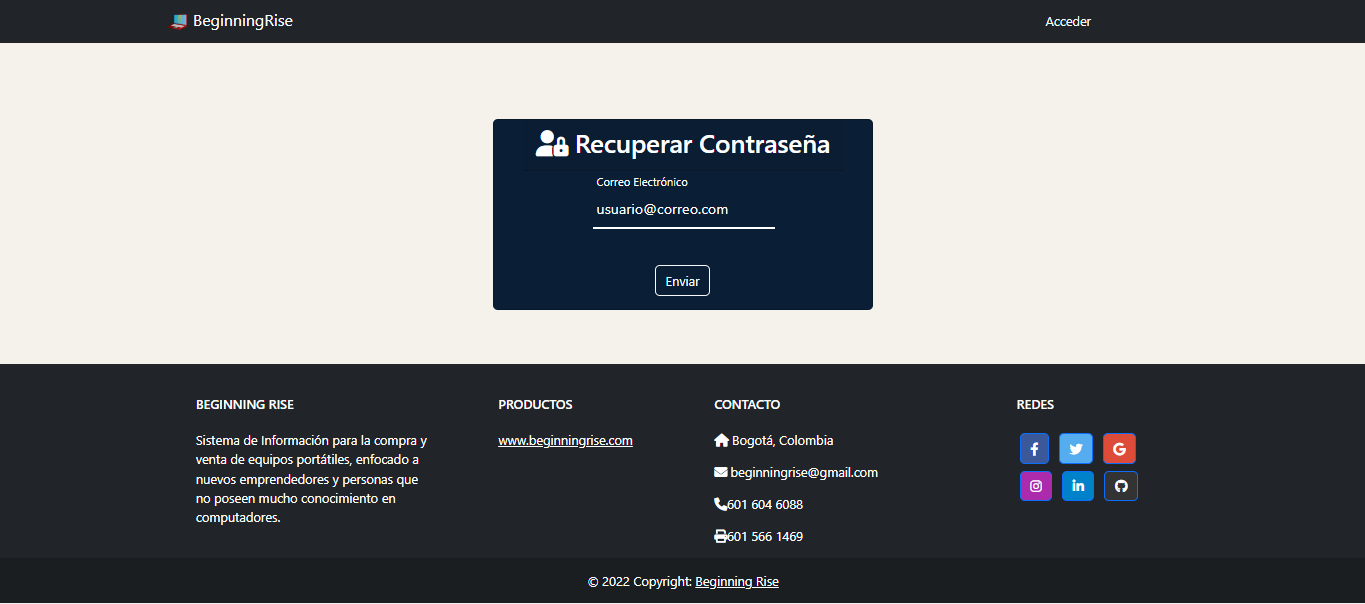 BeginningRise
Acceder
Recuperar Contraseña
Correo Electrónico
usuario@correo.com
Enviar
BEGINNING RISE
Sistema de Información para la compra y
venta de equipos portátiles, enfocado a
nuevos emprendedores y personas que
no poseen mucho conocimiento en
computadores.
PRODUCTOS
www.beginningrise.com
CONTACTO
Bogotá, Colombia
beginningrise@gmail.com
601 604 6088
601 566 1469
REDES
© 2022 Copyright: Beginning Rise